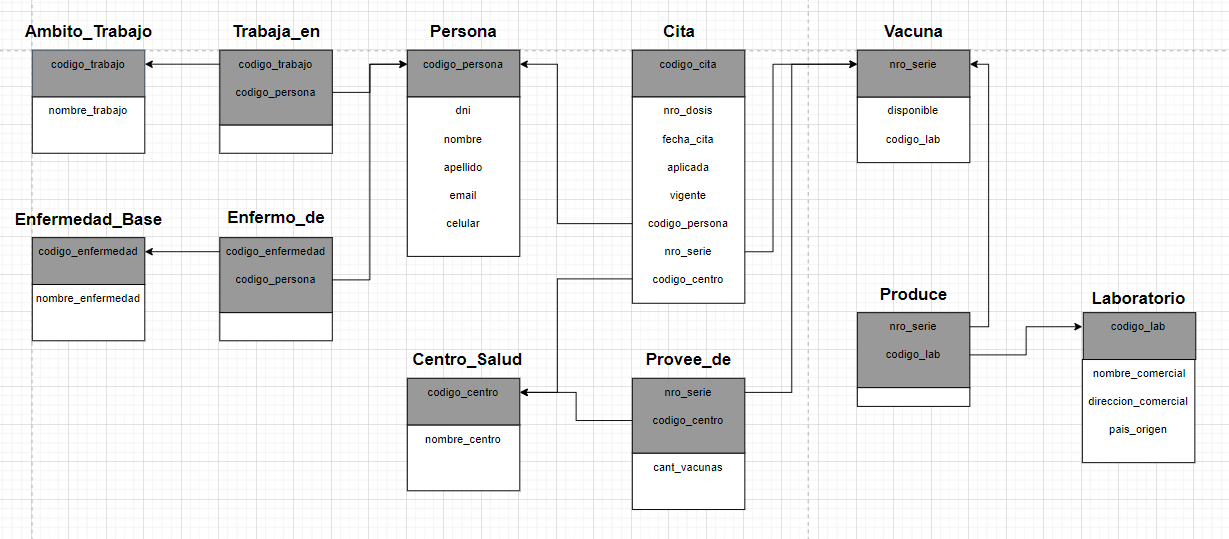 Ambito_Trabajo
codigo_trabajo
nombre_trabajo
Trabaja_en
codigo_trabajo
codigo_persona
Persona
codigo_persona
dni
nombre
apellido
email
celular
Cita
codigo_cita
nro_dosis
fecha_cita
aplicada
vigente
codigo_persona
nro_serie
codigo_centro
Vacuna
nro_serie
disponible
codigo_lab
Enfermedad_Base
codigo_enfermedad
nombre_enfermedad
Enfermo_de
codigo_enfermedad
codigo_persona
Centro_Salud
codigo_centro
nombre_centro
Provee_de
nro_serie
codigo_centro
cant_vacunas
Produce
nro_serie
codigo_lab
Laboratorio
codigo_lab
nombre_comercial
direccion_comercial
pais_origen